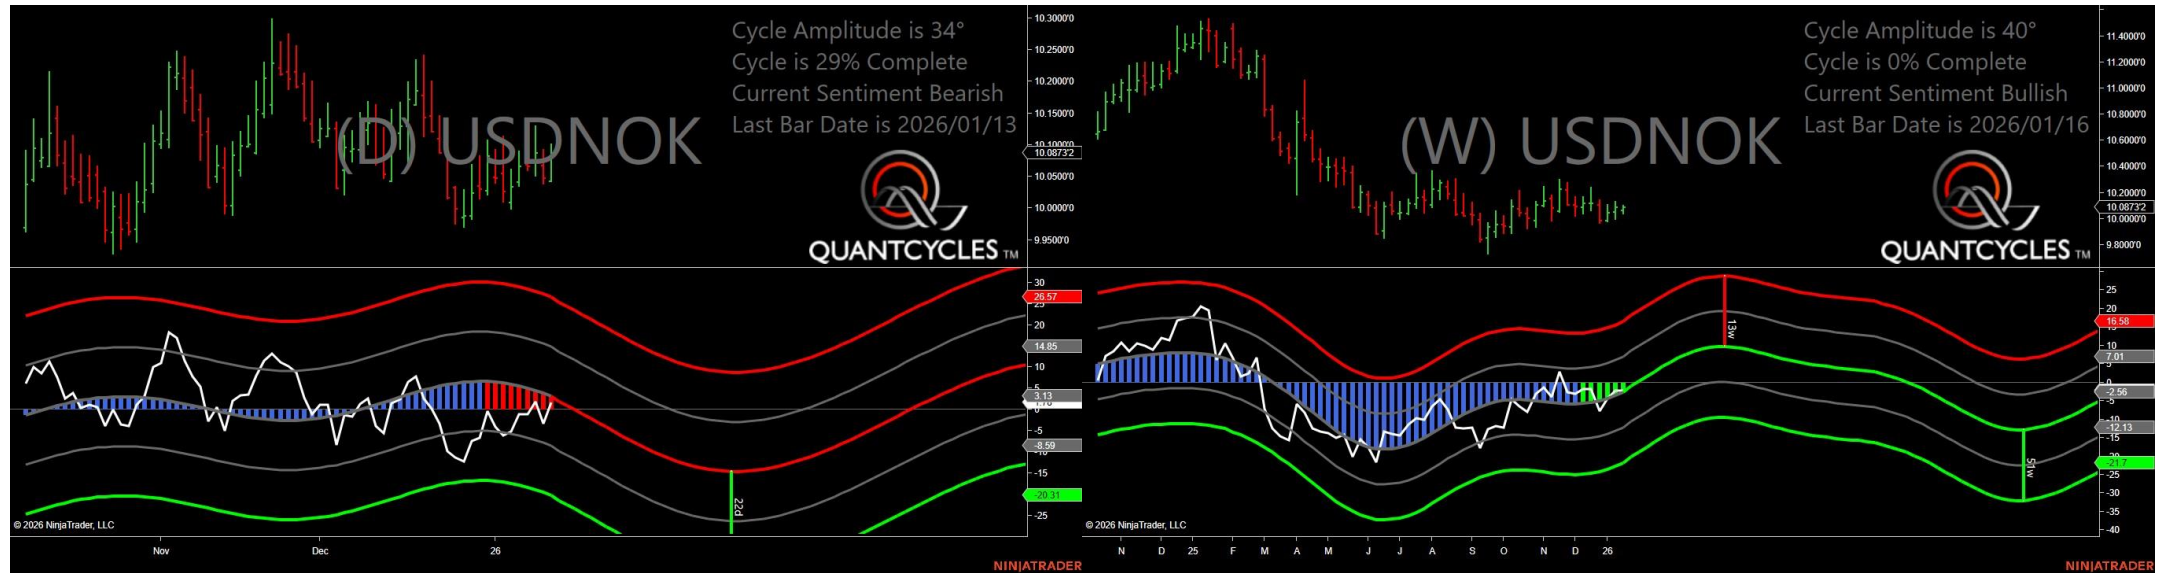 Cycle Amplitude is 34°
Cycle is 29% Complete
Current Sentiment Bearish
Last Bar Date is 2026/01/13
(D) USDNOK
QUANTCYCLES TM
10.3000'0
10.2500'0
10.2000'0
10.1500'0
10.1000'0
10.0873'2
10.0500'0
10.0000'0
9.9500'0
30
26.57
25
20
14.85
10
5
3.13
0
-5
-8.59
-15
-20.31
-25
22d
© 2026 NinjaTrader, LLC
Nov
Dec
26
NINJATRADER
Cycle Amplitude is 40°
Cycle is 0% Complete
Current Sentiment Bullish
Last Bar Date is 2026/01/16
(W) USDNOK
QUANTCYCLES TM
11.4000'0
11.2000'0
11.0000'0
10.8000'0
10.6000'0
10.4000'0
10.2000'0
10.0873'2
10.0000'0
9.8000'0
25
20
16.58
10
7.01
-2.56
-5
-10
-12.13
-15
-21.7
-25
-30
-35
-40
13w
51w
© 2026 NinjaTrader, LLC
N
D
25
F
M
A
M
J
J
A
S
O
N
D
26
NINJATRADER